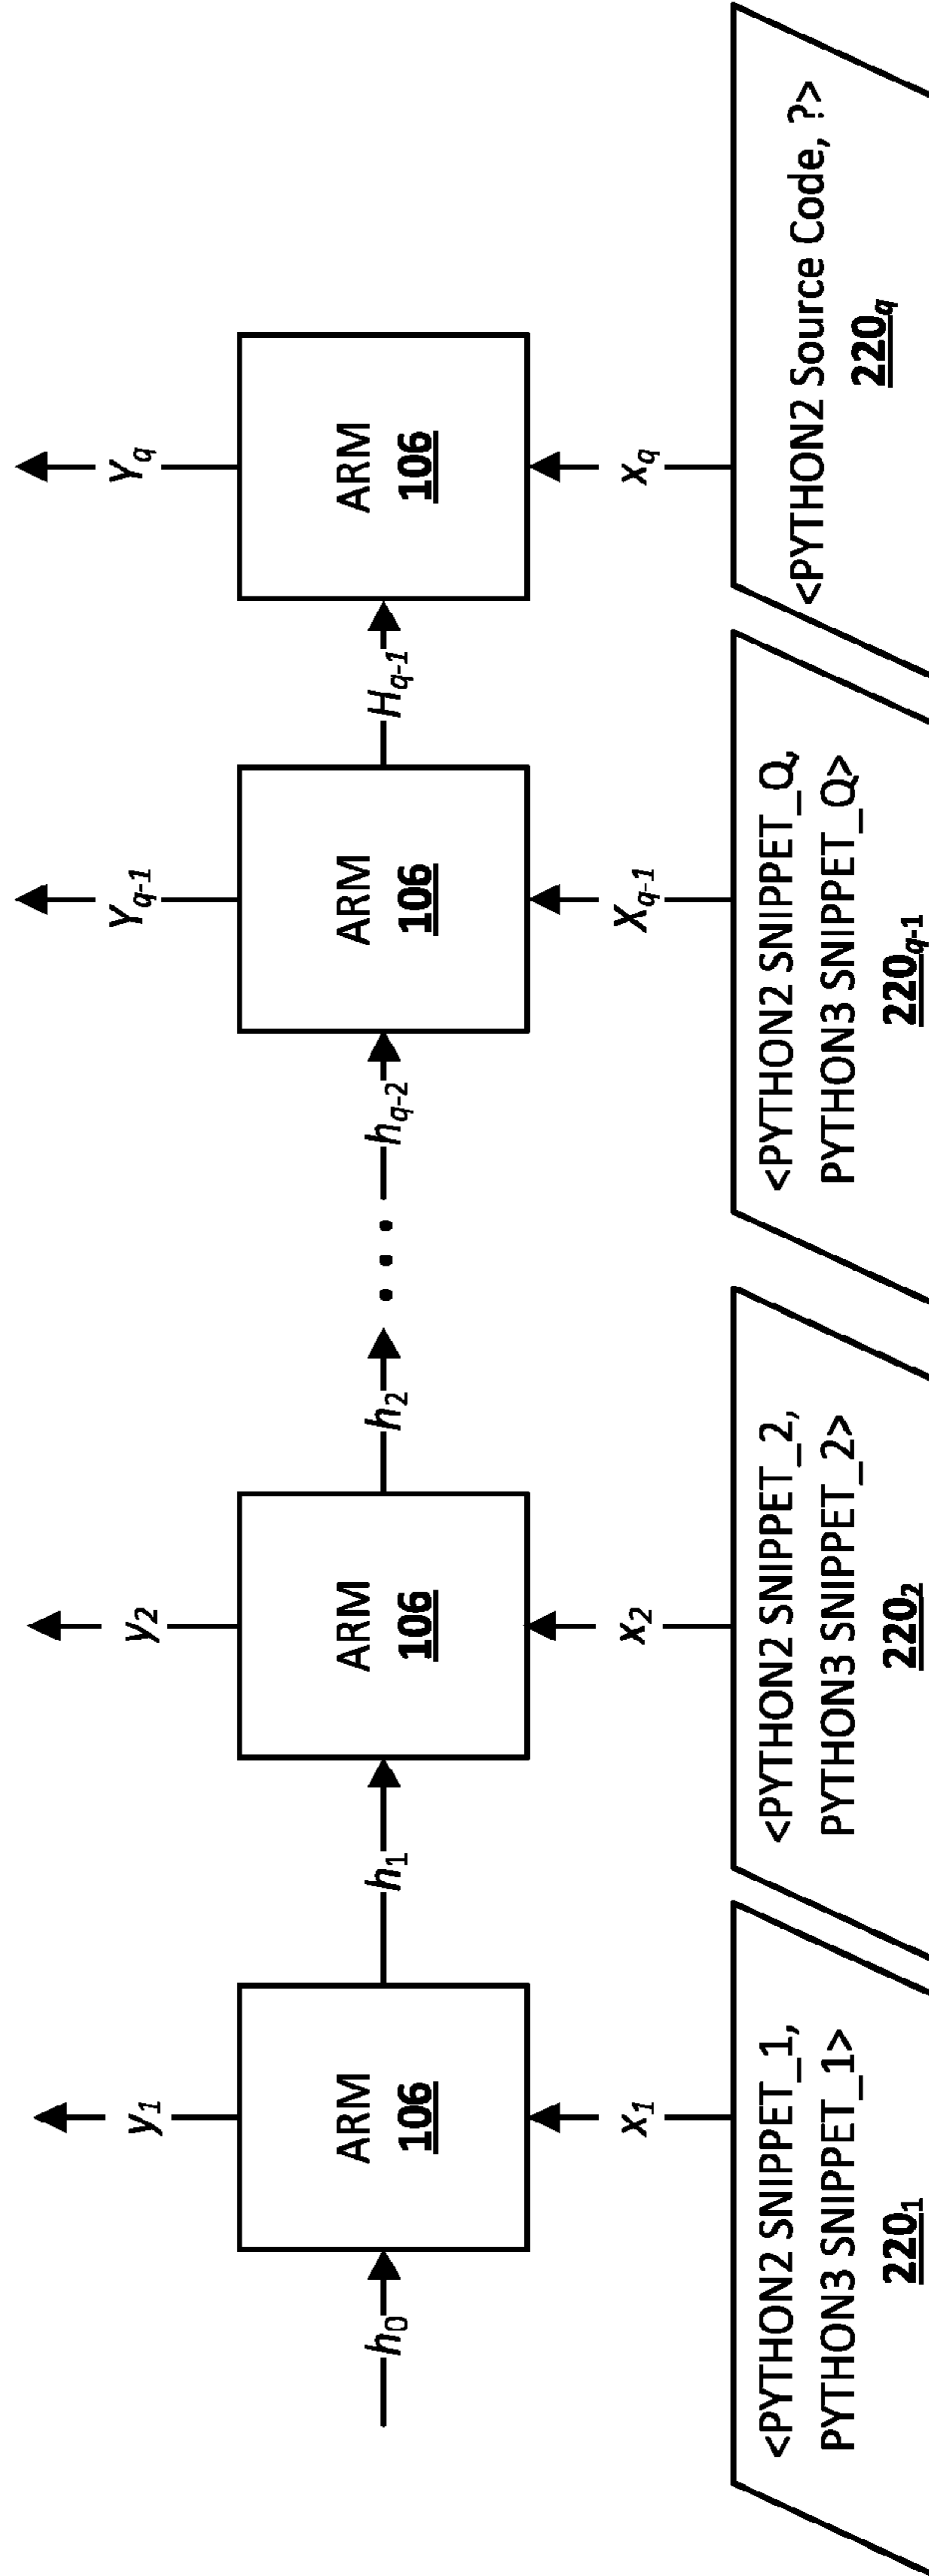 y1
y2
Yq-1
Yq
ARM
106
ARM
106
ARM
106
ARM
106
h0
h1
h2
. . .
hq-2
Hq-1
x1
x2
Xq-1
xq
<PYTHON2 SNIPPET_1,
PYTHON3 SNIPPET_1>
2201
<PYTHON2 SNIPPET_2,
PYTHON3 SNIPPET_2>
2202
<PYTHON2 SNIPPET_Q,
PYTHON3 SNIPPET_Q>
220q-1
<PYTHON2 Source Code, ?>
220q